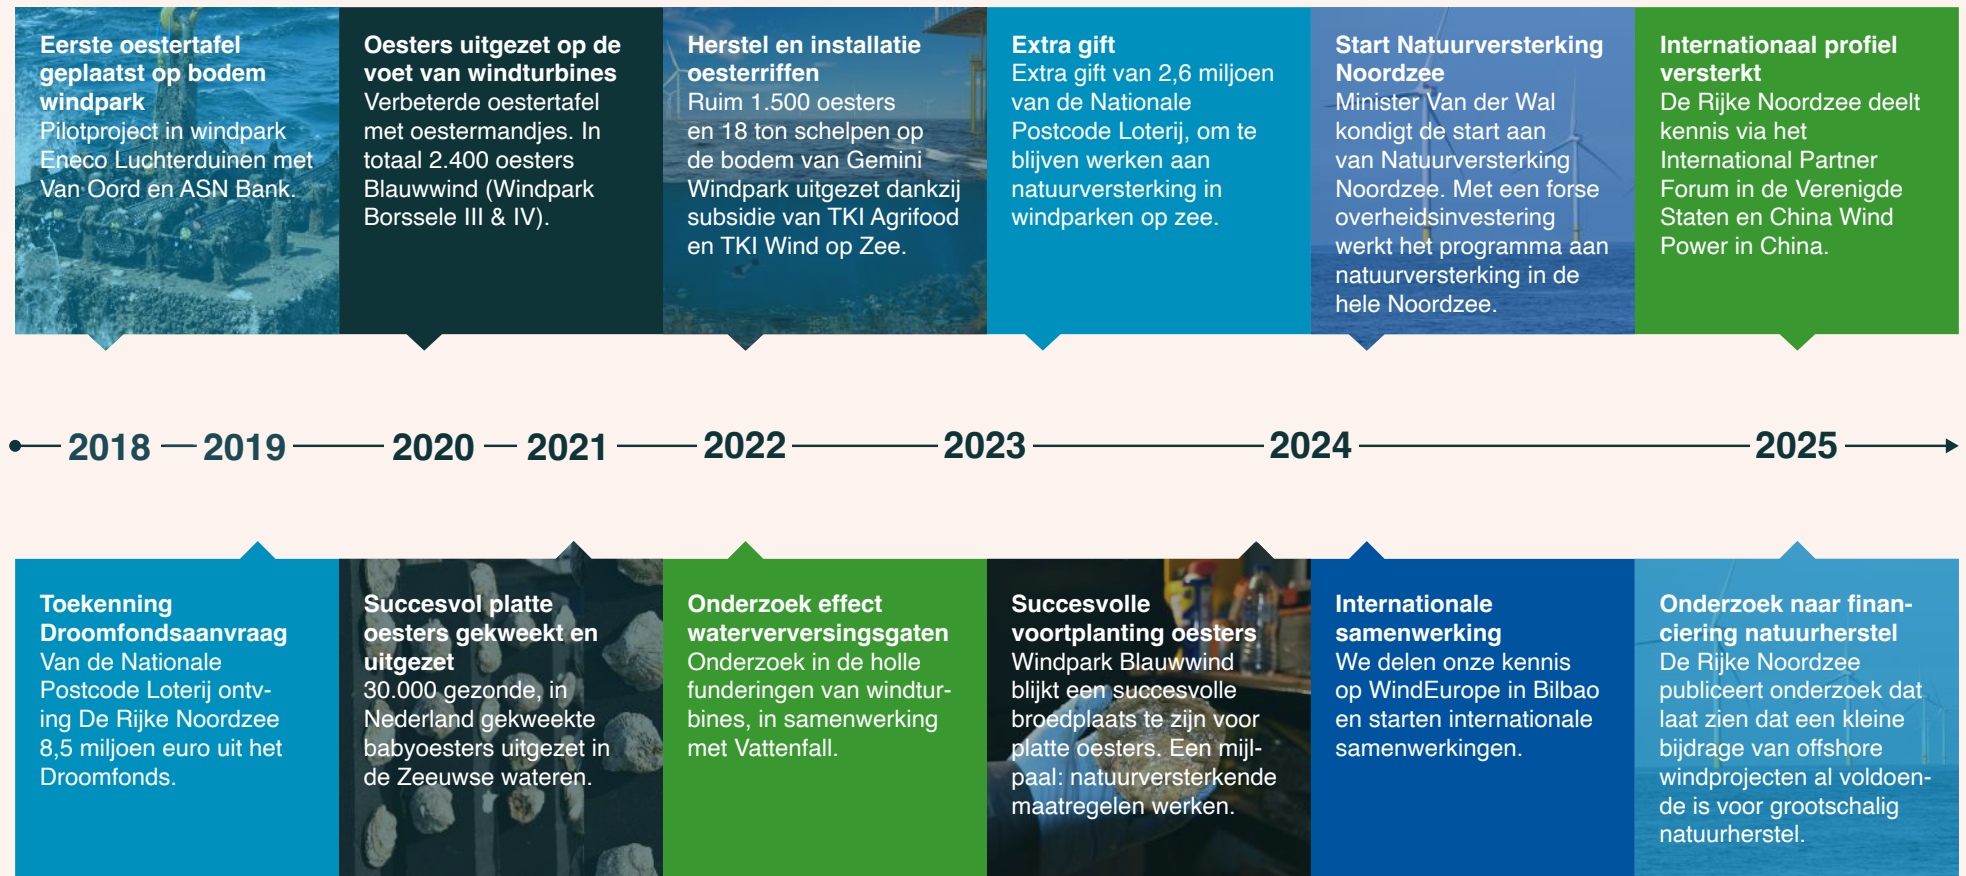 Eerste oestertafel
geplaatst op bodem
windpark
Pilotproject in windpark
Eneco Luchterduinen met
Van Oord en ASN Bank.
Oesters uitgezet op de
voet van windturbines
Verbeterde oestertafel
met oestermandjes. In
totaal 2.400 oesters
Blauwwind (Windpark
Borssele III & IV).
Herstel en installatie
oesterriffen
Ruim 1.500 oesters
en 18 ton schelpen op
de bodem van Gemini
Windpark uitgezet dankzij
subsidie van TKI Agrifood
en TKI Wind op Zee.
Extra gift
Extra gift van 2,6 miljoen
van de Nationale
Postcode Loterij, om te
blijven werken aan
natuurversterking in
windparken op zee.
Start Natuurversterking
Noordzee
Minister Van der Wal
kondigt de start aan
van Natuurversterking
Noordzee. Met een forse
overheidsinvestering
werkt het programma aan
natuurversterking in de
hele Noordzee.
Internationaal profiel
versterkt
De Rijke Noordzee deelt
kennis via het
International Partner
Forum in de Verenigde
Staten en China Wind
Power in China.
2018 2019 2020 2021 2022 2023 2024 2025
Toekenning
Droomfondsaanvraag
Van de Nationale
Postcode Loterij ontv-
ing De Rijke Noordzee
8,5 miljoen euro uit het
Droomfonds.
Succesvol platte
oesters gekweekt en
uitgezet
30.000 gezonde, in
Nederland gekweekte
babyoesters uitgezet in
de Zeeuwse wateren.
Onderzoek effect
waterverversingsgaten
Onderzoek in de holle
funderingen van windtur-
bines, in samenwerking
met Vattenfall.
Succesvolle
voortplanting oesters
Windpark Blauwwind
blijkt een succesvolle
broedplaats te zijn voor
platte oesters. Een mijl-
paal: natuurversterkende
maatregelen werken.
Internationale
samenwerking
We delen onze kennis
op WindEurope in Bilbao
en starten internationale
samenwerkingen.
Onderzoek naar finan-
ciering natuurherstel
De Rijke Noordzee
publiceert onderzoek dat
laat zien dat een kleine
bijdrage van offshore
windprojecten al voldoen-
de is voor grootschalig
natuurherstel.